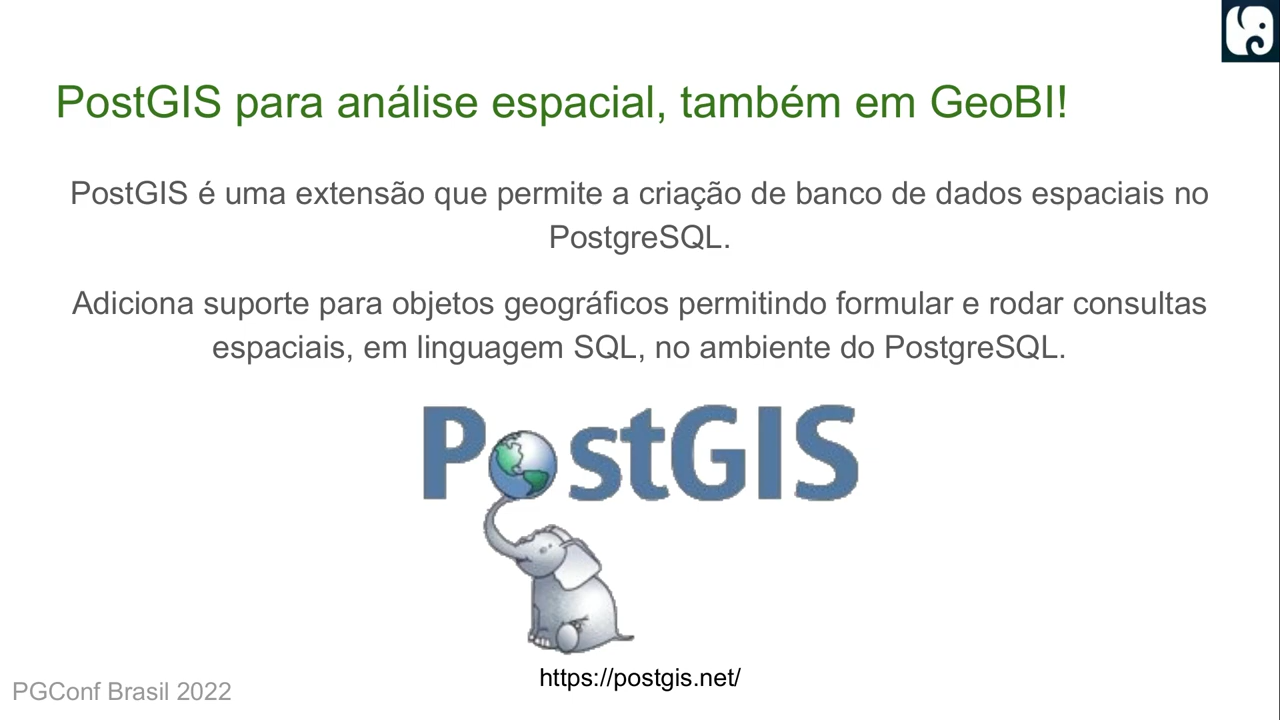 PostGIS para análise espacial, também em GeoBI!
PostGIS é uma extensão que permite a criação de banco de dados espaciais no
PostgreSQL.
Adiciona suporte para objetos geográficos permitindo formular e rodar consultas
espaciais, em linguagem SQL, no ambiente do PostgreSQL.
PostGIS
https://postgis.net/
PGConf Brasil 2022